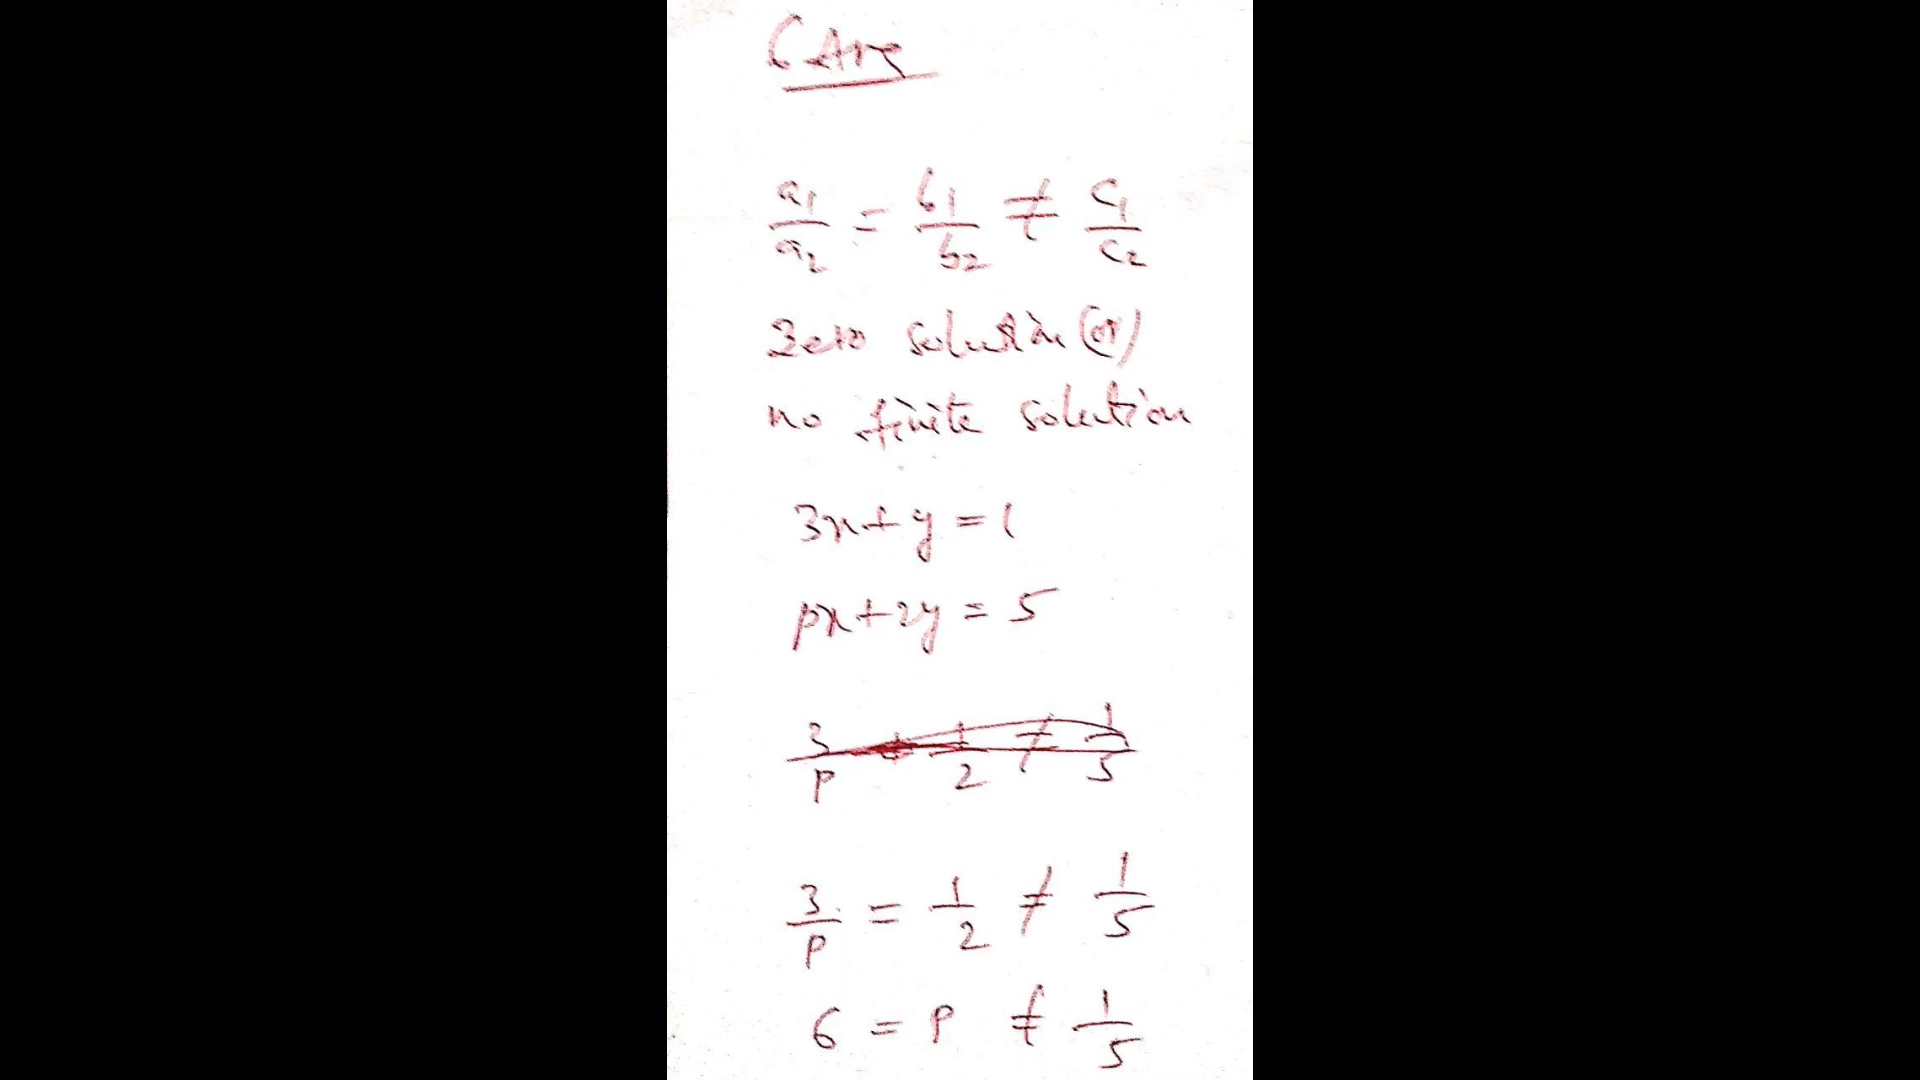 a1/a2 = b1/b2 ≠ c1/c2
Zero solution (or)
no finite solution
3x + y = 1
px + 2y = 5
3/p = 1/2 ≠ 1/5
6 = p ≠ 1/5